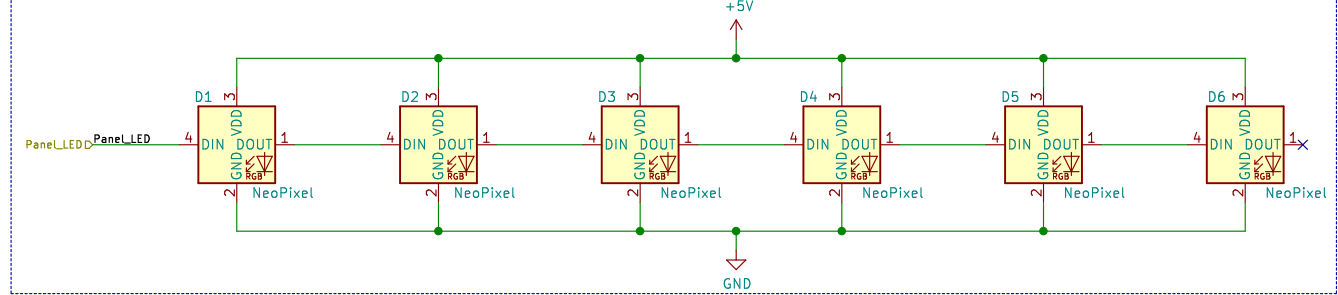 +5V
D1 3 D2 3 D3 3 D4 3 D5 3 D6 3
VDD VDD VDD VDD VDD VDD
Panel_LED Panel_LED 4 DIN DOUT 1 4 DIN DOUT 1 4 DIN DOUT 1 4 DIN DOUT 1 4 DIN DOUT 1 4 DIN DOUT 1
GND RGB GND RGB GND RGB GND RGB GND RGB GND RGB
2 NeoPixel 2 NeoPixel 2 NeoPixel 2 NeoPixel 2 NeoPixel 2 NeoPixel
GND